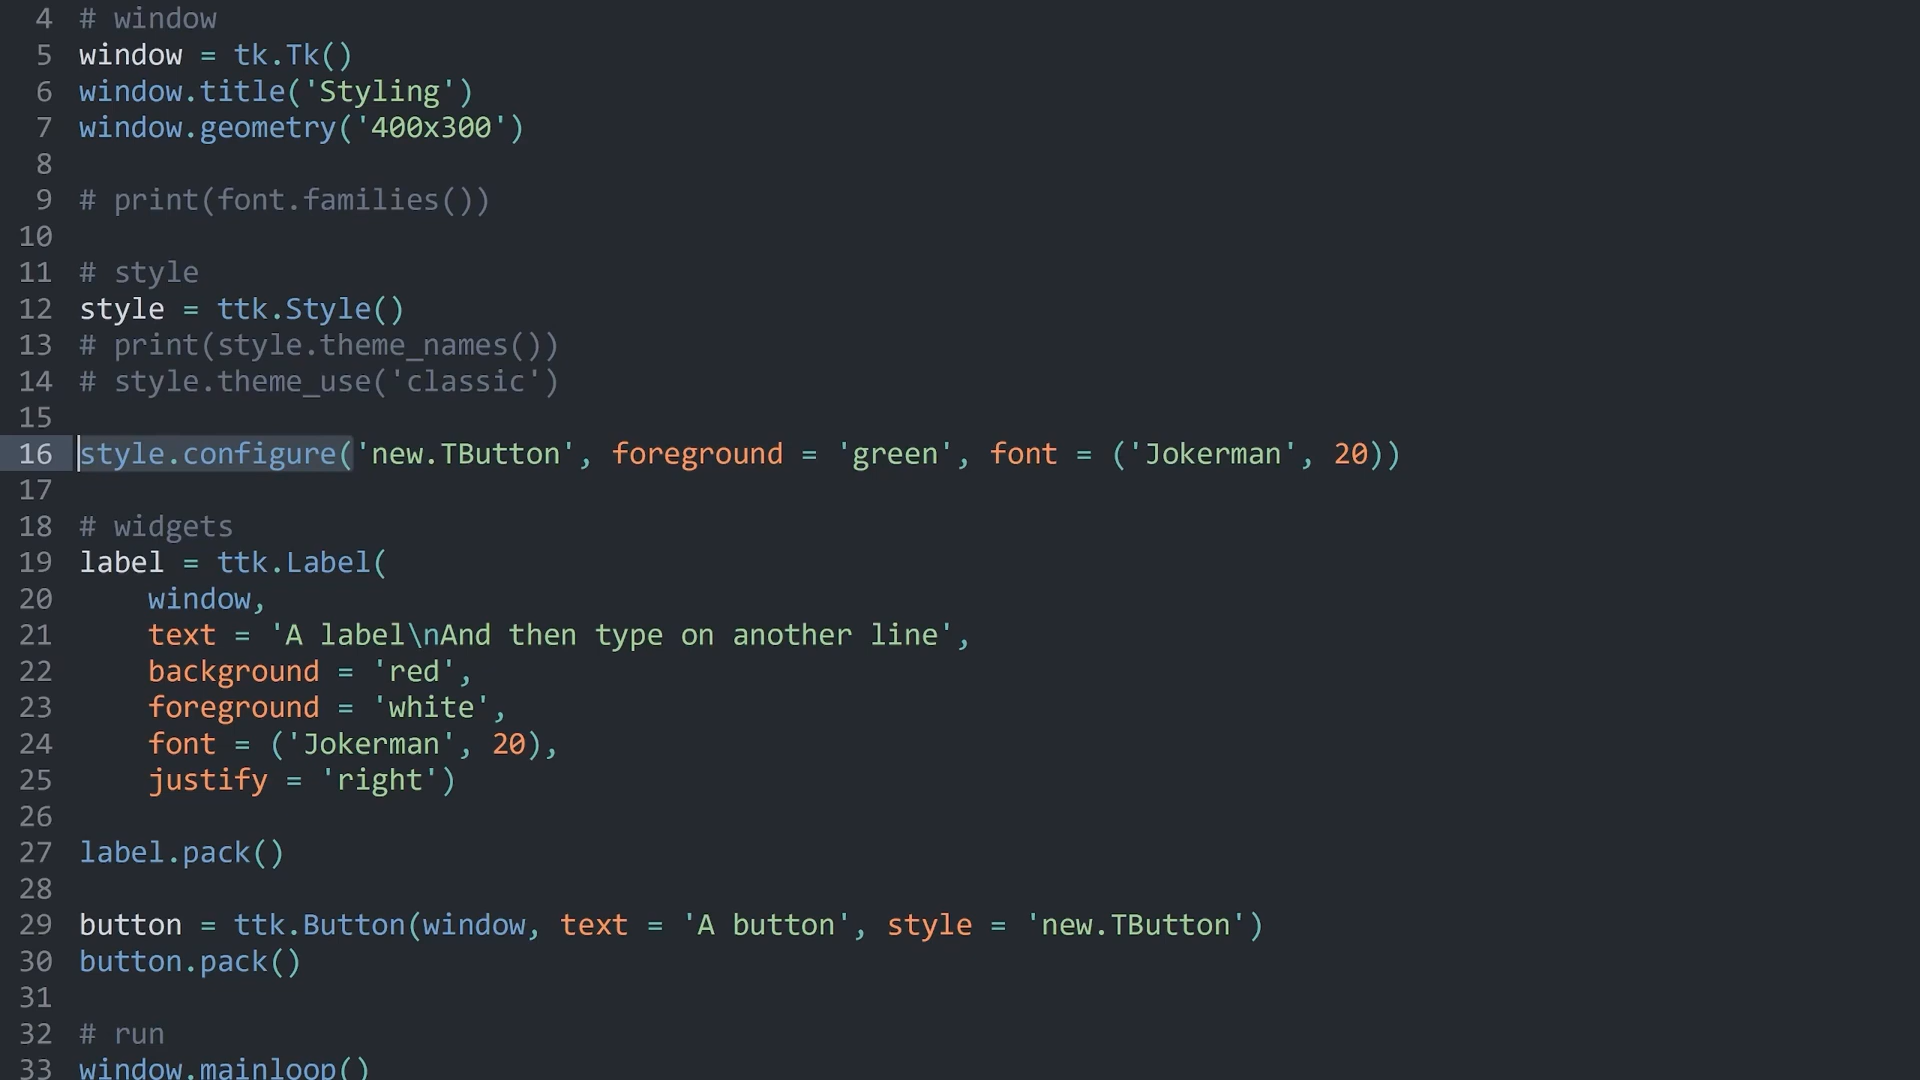 4 # window
5 window = tk.Tk()
6 window.title('Styling')
7 window.geometry('400x300')
8
9 # print(font.families())
10
11 # style
12 style = ttk.Style()
13 # print(style.theme_names())
14 # style.theme_use('classic')
15
16 style.configure('new.TButton', foreground = 'green', font = ('Jokerman', 20))
17
18 # widgets
19 label = ttk.Label(
20     window,
21     text = 'A label\nAnd then type on another line',
22     background = 'red',
23     foreground = 'white',
24     font = ('Jokerman', 20),
25     justify = 'right')
26
27 label.pack()
28
29 button = ttk.Button(window, text = 'A button', style = 'new.TButton')
30 button.pack()
31
32 # run
33 window.mainloop()